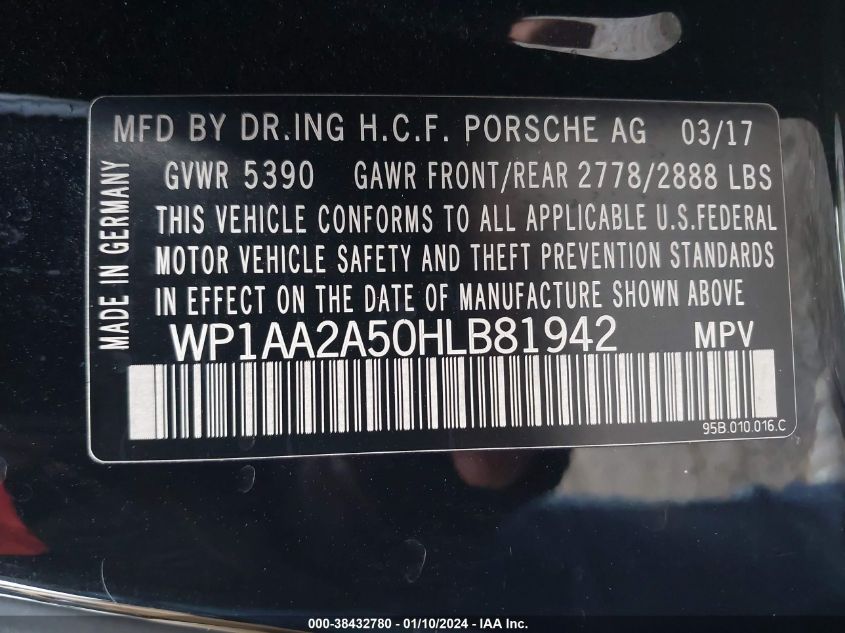 MFD BY DR.ING H.C.F. PORSCHE AG 03/17
GVWR 5390 GAWR FRONT/REAR 2778/2888 LBS
THIS VEHICLE CONFORMS TO ALL APPLICABLE U.S.FEDERAL
MOTOR VEHICLE SAFETY AND THEFT PREVENTION STANDARDS
IN EFFECT ON THE DATE OF MANUFACTURE SHOWN ABOVE
WP1AA2A50HLB81942 MPV
95B.010.016.C
MADE IN GERMANY
000-38432780 - 01/10/2024 - IAA Inc.